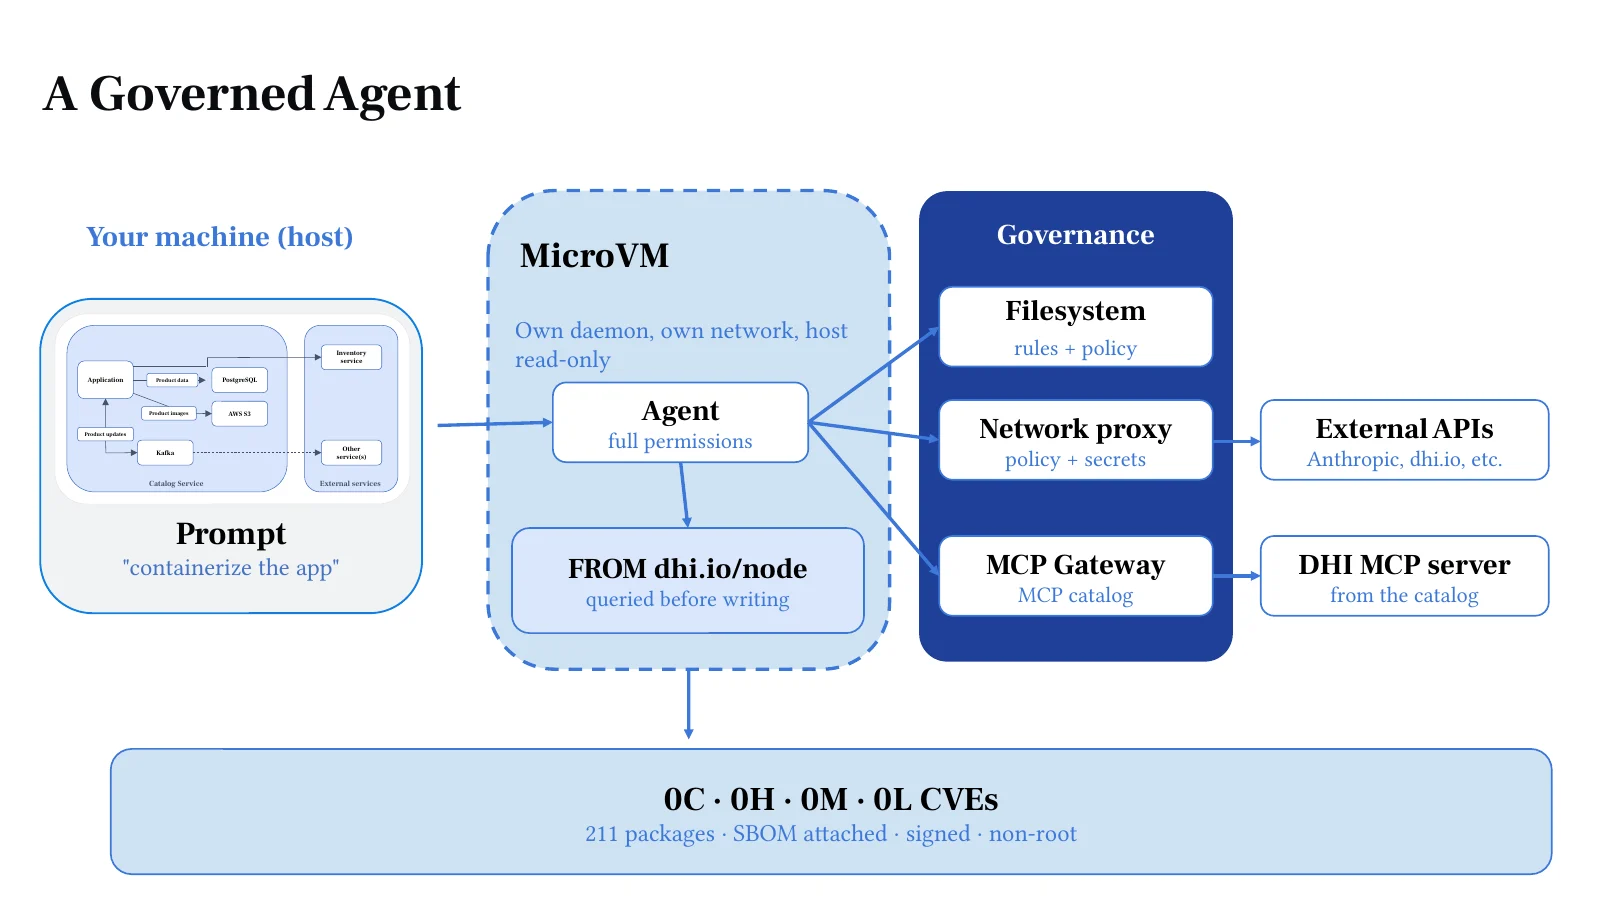 A Governed Agent
Your machine (host)
Application
Product data
PostgreSQL
Product images
AWS S3
Product updates
Kafka
Catalog Service
Inventory
service
Other
service(s)
External services
Prompt
"containerize the app"
MicroVM
Own daemon, own network, host
read-only
Agent
full permissions
FROM dhi.io/node
queried before writing
Governance
Filesystem
rules + policy
Network proxy
policy + secrets
MCP Gateway
MCP catalog
External APIs
Anthropic, dhi.io, etc.
DHI MCP server
from the catalog
0C · 0H · 0M · 0L CVEs
211 packages · SBOM attached · signed · non-root